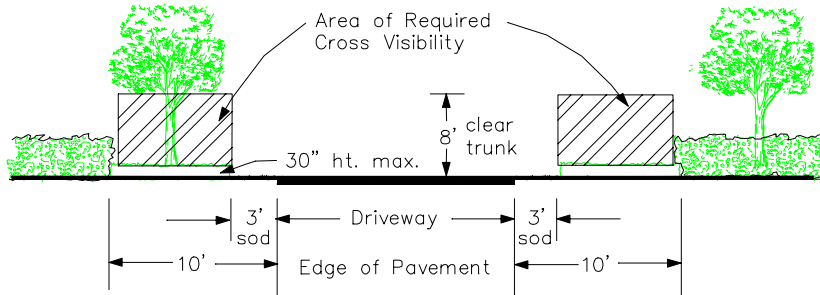 Area of Required
Cross Visibility
8' clear
trunk
30" ht. max.
3'
sod
Driveway
3'
sod
10'
Edge of Pavement
10'